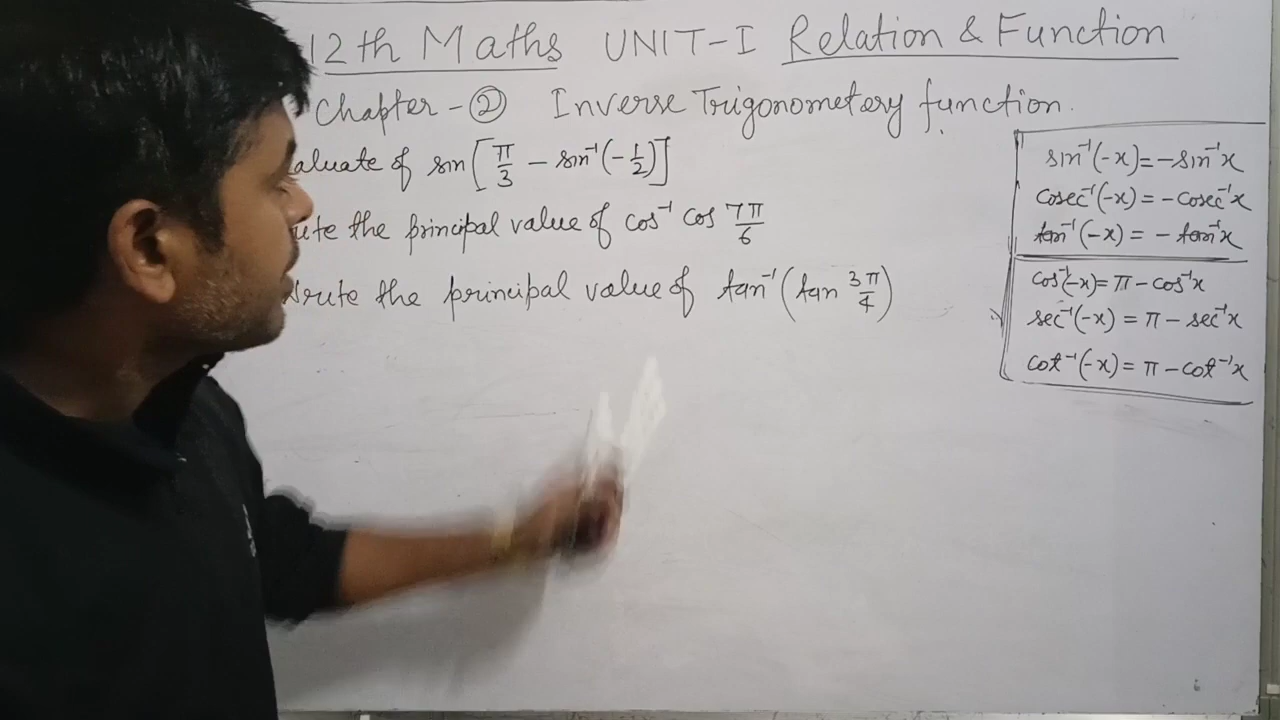 12th Maths UNIT-I Relation & Function
Chapter-② Inverse Trigonometery function.
aluate of sin[π/3 - sin⁻¹(-1/2)]
rite the principal value of cos⁻¹ cos 7π/6
Write the principal value of tan⁻¹(tan 3π/4)
sin⁻¹(-x)=-sin⁻¹x
cosec⁻¹(-x)=-cosec⁻¹x
tan⁻¹(-x)=-tan⁻¹x
cos⁻¹(-x)=π-cos⁻¹x
sec⁻¹(-x)=π-sec⁻¹x
cot⁻¹(-x)=π-cot⁻¹x